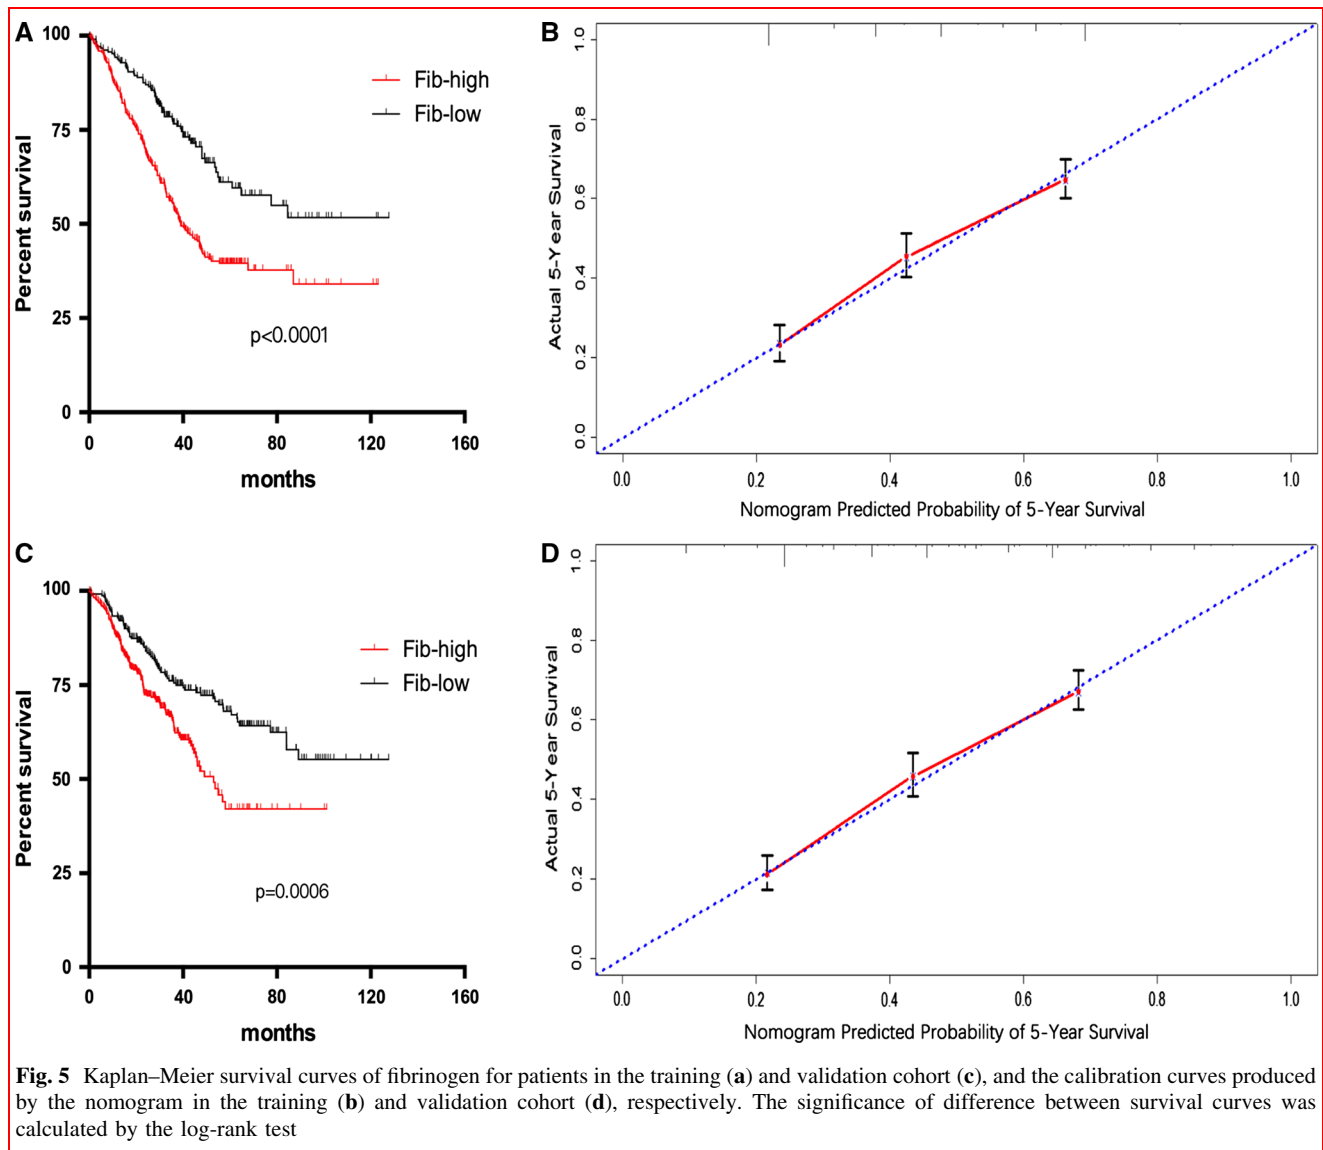 A
100
75
50
25
0
Percent survival
Fib-high
Fib-low
p<0.0001
0 40 80 120 160
months
B
1.0
0.8
0.6
0.4
0.2
0.0
Actual 5-Year Survival
0.0 0.2 0.4 0.6 0.8 1.0
Nomogram Predicted Probability of 5-Year Survival
C
100
75
50
25
0
Percent survival
Fib-high
Fib-low
p=0.0006
0 40 80 120 160
months
D
1.0
0.8
0.6
0.4
0.2
0.0
Actual 5-Year Survival
0.0 0.2 0.4 0.6 0.8 1.0
Nomogram Predicted Probability of 5-Year Survival
Fig. 5 Kaplan–Meier survival curves of fibrinogen for patients in the training (a) and validation cohort (c), and the calibration curves produced
by the nomogram in the training (b) and validation cohort (d), respectively. The significance of difference between survival curves was
calculated by the log-rank test